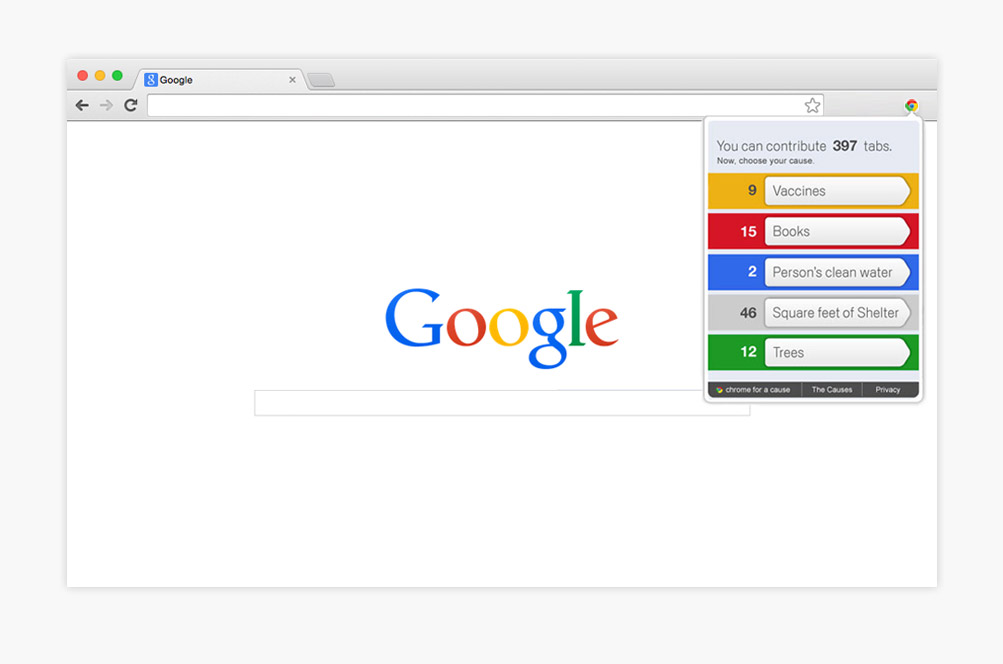 Google
You can contribute 397 tabs.
Now, choose your cause.
9 Vaccines
15 Books
2 Person's clean water
46 Square feet of Shelter
Google
12 Trees
chrome for a cause The Causes Privacy